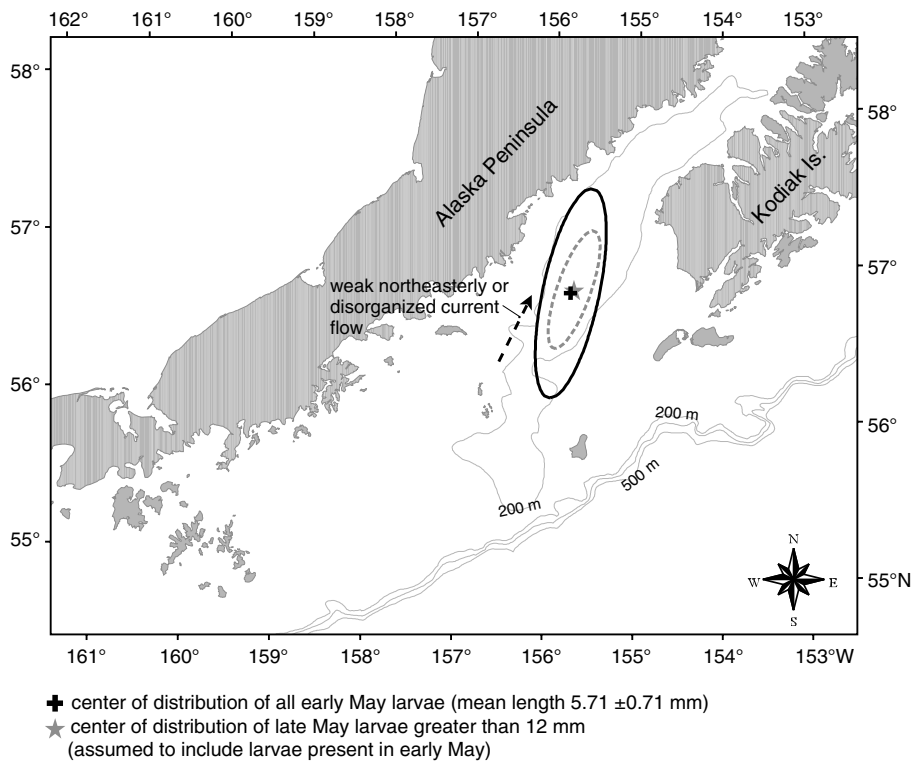 162° 161° 160° 159° 158° 157° 156° 155° 154° 153°
58°
58°
Alaska Peninsula
Kodiak Is.
57°
57°
weak northeasterly or
disorganized current
flow
56°
56°
200 m
500 m
200 m
55°
55°N
N
W E
S
161° 160° 159° 158° 157° 156° 155° 154° 153°W
center of distribution of all early May larvae (mean length 5.71 ±0.71 mm)
center of distribution of late May larvae greater than 12 mm
(assumed to include larvae present in early May)